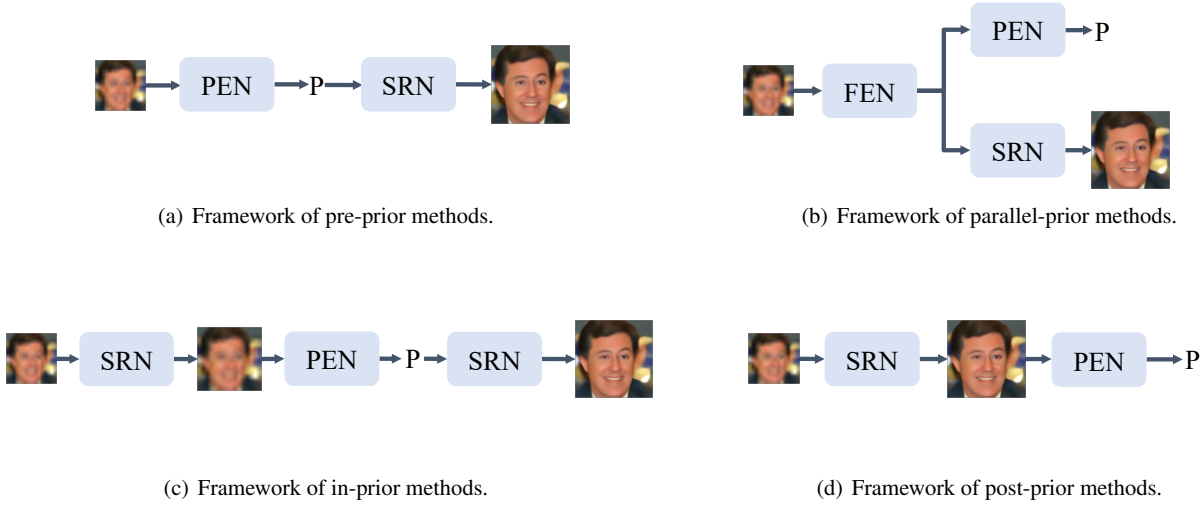 PEN
P
SRN
(a) Framework of pre-prior methods.
FEN
PEN
P
SRN
(b) Framework of parallel-prior methods.
SRN
PEN
P
SRN
(c) Framework of in-prior methods.
SRN
PEN
P
(d) Framework of post-prior methods.